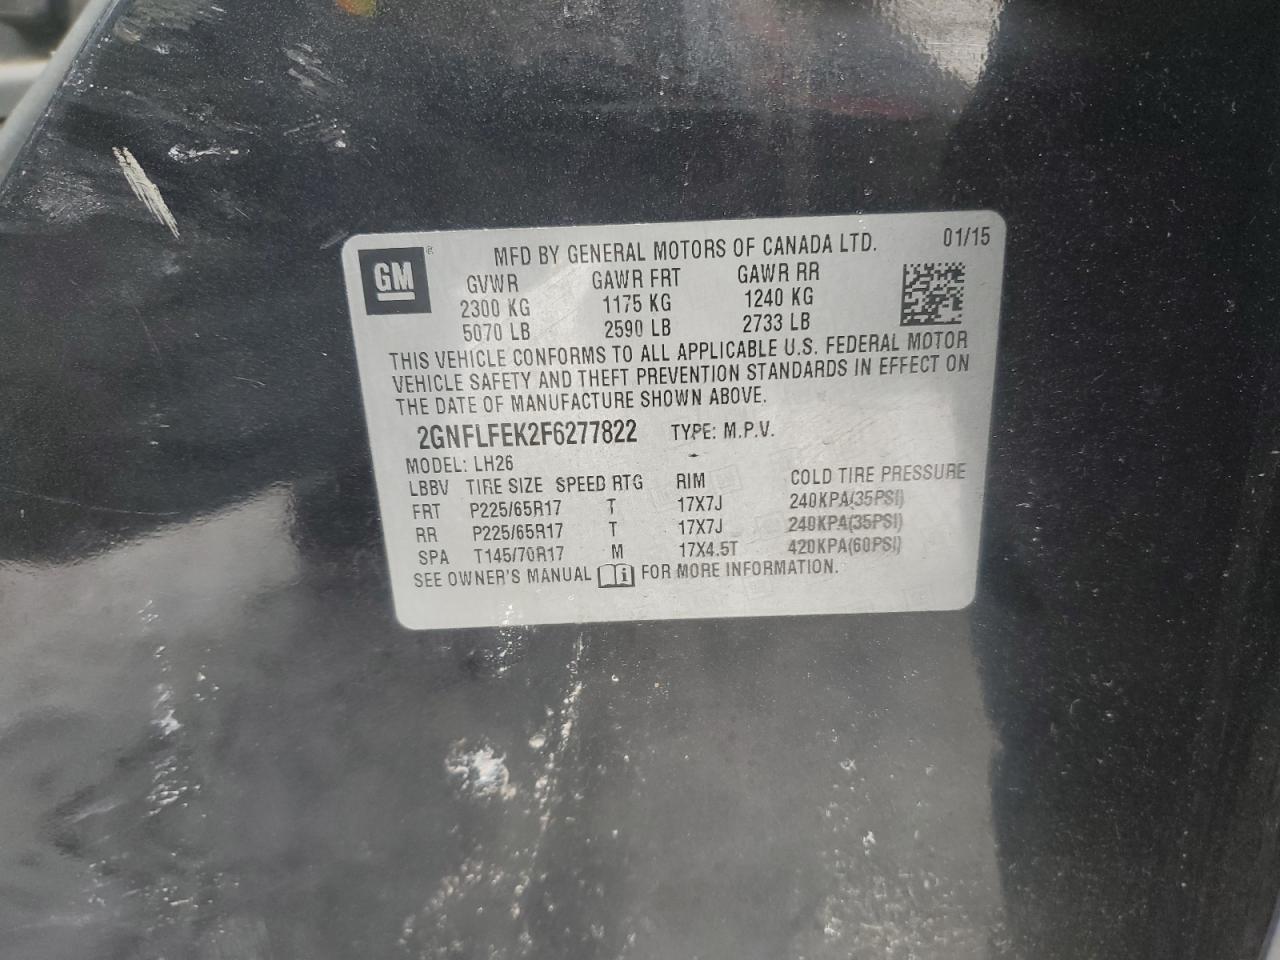 GM
MFD BY GENERAL MOTORS OF CANADA LTD. 01/15
GVWR GAWR FRT GAWR RR
2300 KG 1175 KG 1240 KG
5070 LB 2590 LB 2733 LB
THIS VEHICLE CONFORMS TO ALL APPLICABLE U.S. FEDERAL MOTOR
VEHICLE SAFETY AND THEFT PREVENTION STANDARDS IN EFFECT ON
THE DATE OF MANUFACTURE SHOWN ABOVE.
2GNFLFEK2F6277822 TYPE: M.P.V.
MODEL: LH26
LBBV TIRE SIZE SPEED RTG RIM COLD TIRE PRESSURE
FRT P225/65R17 T 17X7J 240KPA(35PSI)
RR P225/65R17 T 17X7J 240KPA(35PSI)
SPA T145/70R17 M 17X4.5T 420KPA(60PSI)
SEE OWNER'S MANUAL FOR MORE INFORMATION.